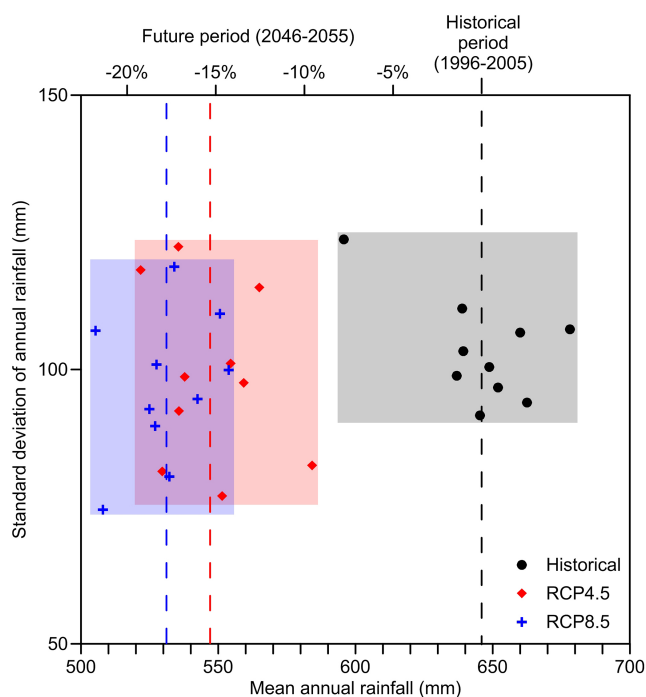 Future period (2046-2055)
Historical
period
(1996-2005)
-20%
-15%
-10%
-5%
150
100
50
Standard deviation of annual rainfall (mm)
Historical
RCP4.5
RCP8.5
500
550
600
650
700
Mean annual rainfall (mm)